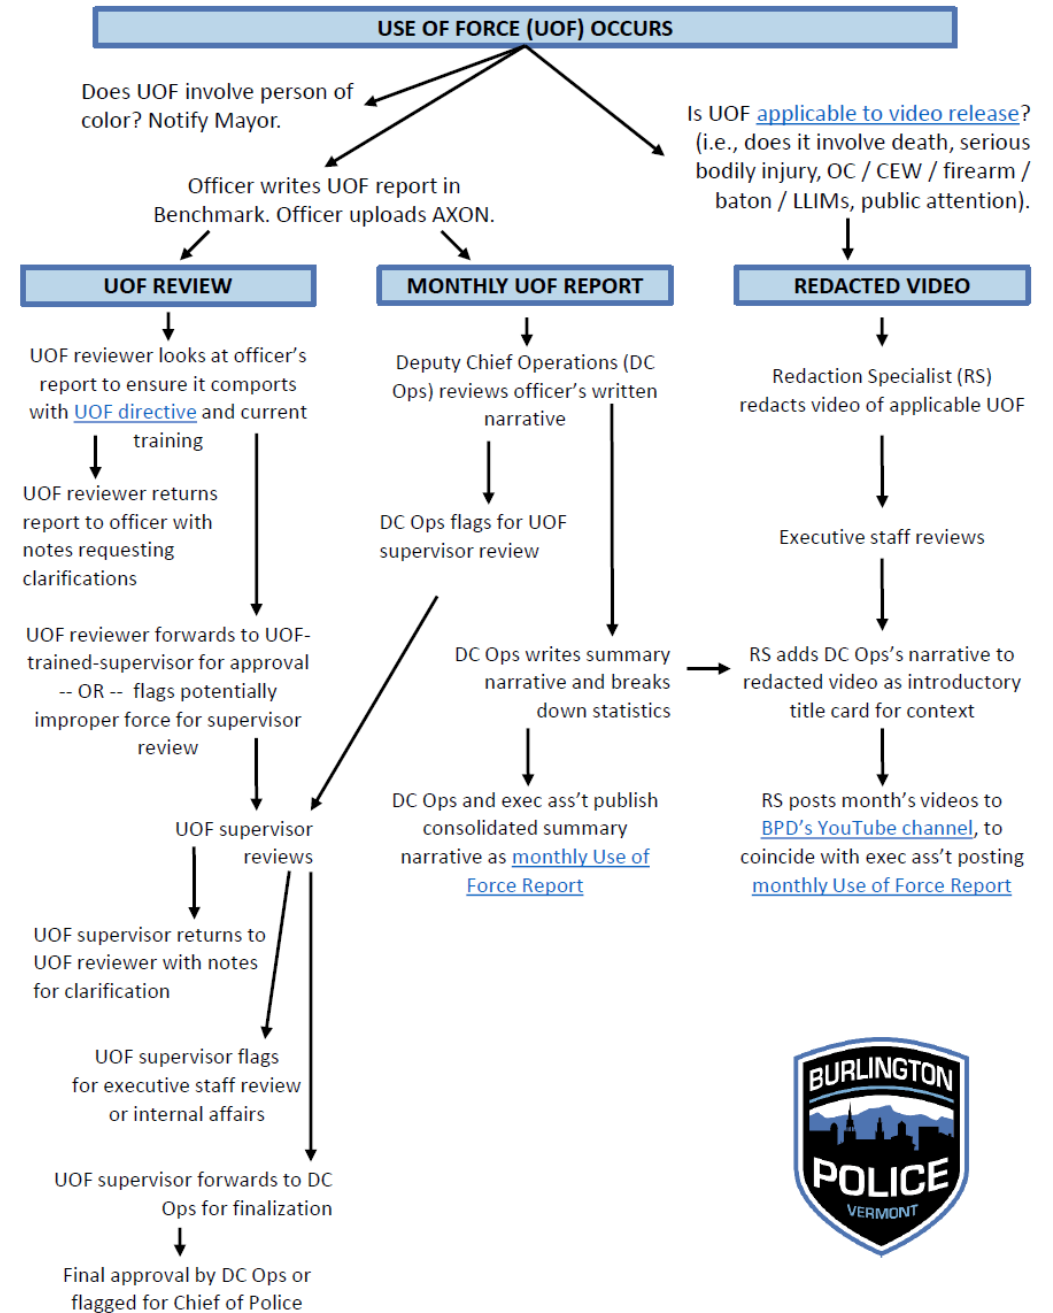 USE OF FORCE (UOF) OCCURS
Does UOF involve person of
color? Notify Mayor.
Is UOF applicable to video release?
(i.e., does it involve death, serious
bodily injury, OC / CEW / firearm /
baton / LLIMs, public attention).
Officer writes UOF report in
Benchmark. Officer uploads AXON.
UOF REVIEW
UOF reviewer looks at officer’s
report to ensure it comports
with UOF directive and current
training
UOF reviewer returns
report to officer with
notes requesting
clarifications
UOF reviewer forwards to UOF-
trained-supervisor for approval
-- OR -- flags potentially
improper force for supervisor
review
UOF supervisor
reviews
UOF supervisor returns to
UOF reviewer with notes
for clarification
UOF supervisor flags
for executive staff review
or internal affairs
UOF supervisor forwards to DC
Ops for finalization
Final approval by DC Ops or
flagged for Chief of Police
MONTHLY UOF REPORT
Deputy Chief Operations (DC
Ops) reviews officer’s written
narrative
DC Ops flags for UOF
supervisor review
DC Ops writes summary
narrative and breaks
down statistics
DC Ops and exec ass’t publish
consolidated summary
narrative as monthly Use of
Force Report
REDACTED VIDEO
Redaction Specialist (RS)
redacts video of applicable UOF
Executive staff reviews
RS adds DC Ops’s narrative to
redacted video as introductory
title card for context
RS posts month’s videos to
BPD’s YouTube channel, to
coincide with exec ass’t posting
monthly Use of Force Report
BURLINGTON
POLICE
VERMONT